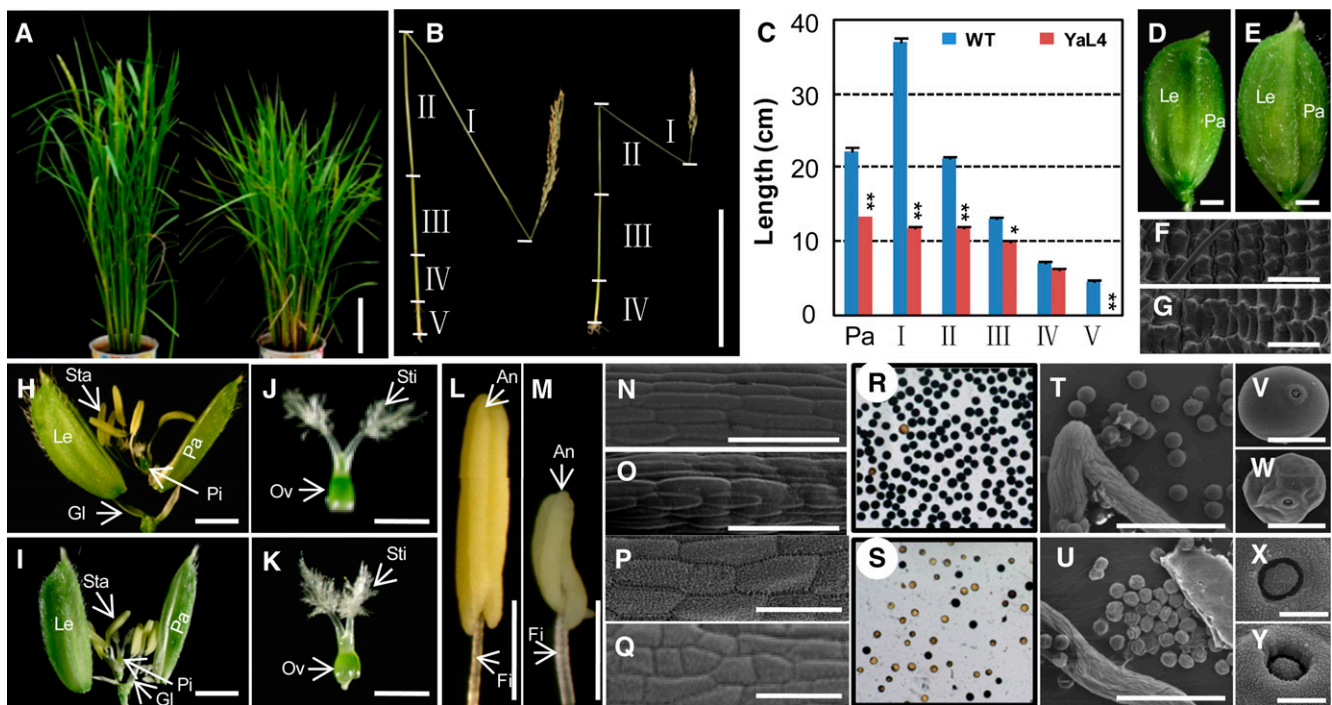 A
B
I
II
III
IV
V
I
II
III
IV
C
WT
YaL4
Length (cm)
40
30
20
10
0
**
**
**
*
**
Pa
I
II
III
IV
V
D
Le
E
Le
Pa
F
G
H
Sta
Le
Pa
Pi
Gl
I
Sta
Le
Pa
Pi
Gl
J
Sti
Ov
K
Sti
Ov
L
An
Fi
M
An
Fi
N
O
P
Q
R
S
T
U
V
W
X
Y